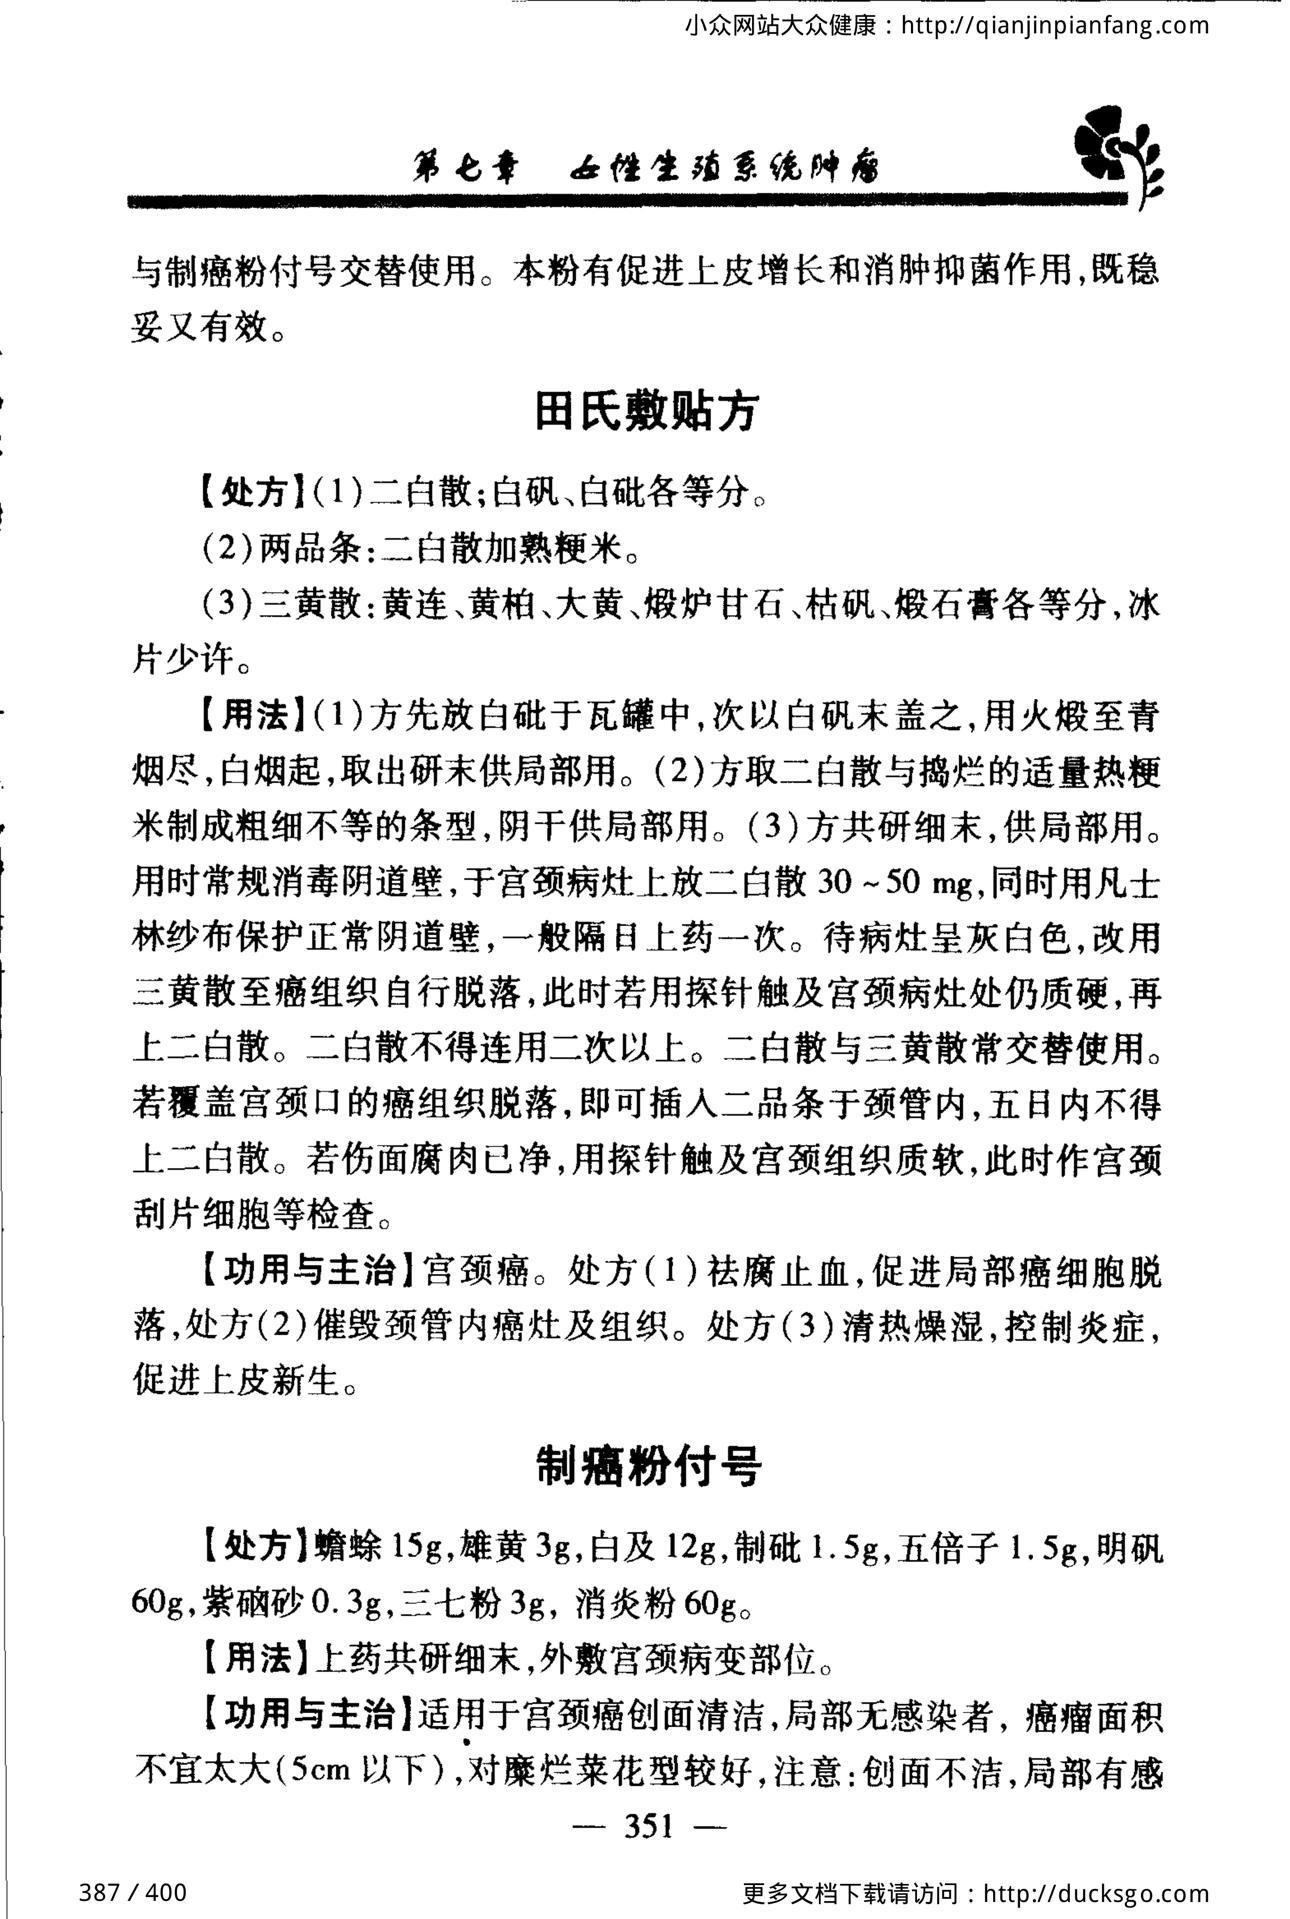 小众网站大众健康：http://qianjinpianfang.com
第七章 女性生殖系统肿瘤
与制癌粉付号交替使用。本粉有促进上皮增长和消肿抑菌作用,既稳
妥又有效。
田氏敷贴方
【处方】(1)二白散;白矾、白砒各等分。
(2)两品条:二白散加熟粳米。
(3)三黄散:黄连、黄柏、大黄、煅炉甘石、枯矾、煅石膏各等分,冰
片少许。
【用法】(1)方先放白砒于瓦罐中,次以白矾末盖之,用火煅至青
烟尽,白烟起,取出研末供局部用。(2)方取二白散与捣烂的适量热粳
米制成粗细不等的条型,阴干供局部用。(3)方共研细末,供局部用。
用时常规消毒阴道壁,于宫颈病灶上放二白散 30～50 mg,同时用凡士
林纱布保护正常阴道壁,一般隔日上药一次。待病灶呈灰白色,改用
三黄散至癌组织自行脱落,此时若用探针触及宫颈病灶处仍质硬,再
上二白散。二白散不得连用二次以上。二白散与三黄散常交替使用。
若覆盖宫颈口的癌组织脱落,即可插入二品条于颈管内,五日内不得
上二白散。若伤面腐肉已净,用探针触及宫颈组织质软,此时作宫颈
刮片细胞等检查。
【功用与主治】宫颈癌。处方(1)祛腐止血,促进局部癌细胞脱
落,处方(2)催毁颈管内癌灶及组织。处方(3)清热燥湿,控制炎症,
促进上皮新生。
制癌粉付号
【处方】蟾蜍 15g,雄黄 3g,白及 12g,制砒 1.5g,五倍子 1.5g,明矾
60g,紫硇砂 0.3g,三七粉 3g, 消炎粉 60g。
【用法】上药共研细末,外敷宫颈病变部位。
【功用与主治】适用于宫颈癌创面清洁,局部无感染者, 癌瘤面积
不宜太大(5cm 以下),对糜烂菜花型较好,注意:创面不洁,局部有感
— 351 —
387 / 400
更多文档下载请访问：http://ducksgo.com